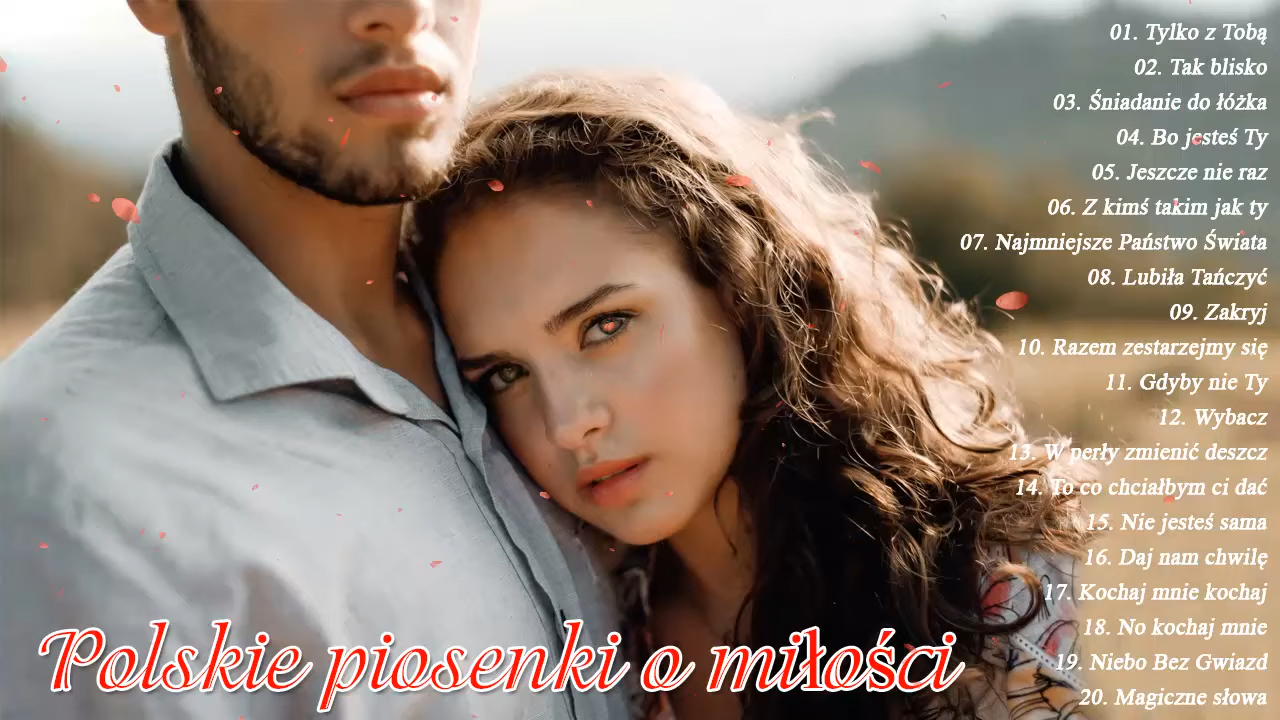 01. Tylko z Tobą
02. Tak blisko
03. Śniadanie do łóżka
04. Bo jesteś Ty
05. Jeszcze nie raz
06. Z kimś takim jak ty
07. Najmniejsze Państwo Świata
08. Lubiła Tańczyć
09. Zakryj
10. Razem zestarzejmy się
11. Gdyby nie Ty
12. Wybacz
13. W perły zmienić deszcz
14. To co chciałbym ci dać
15. Nie jesteś sama
16. Daj nam chwilę
17. Kochaj mnie kochaj
18. No kochaj mnie
19. Niebo Bez Gwiazd
20. Magiczne słowa
Polskie piosenki o miłości